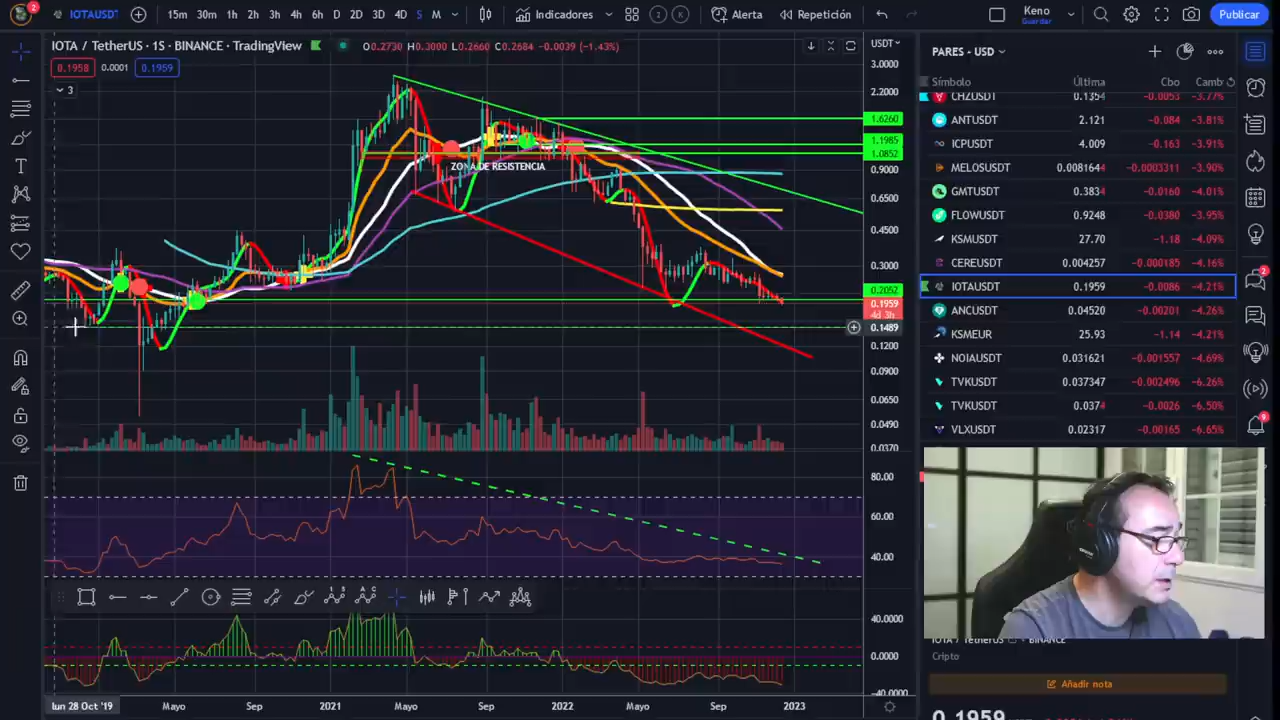 2
IOTAUSDT
15m 30m 1h 2h 3h 4h 6h D 2D 3D 4D S M
Indicadores
Alerta
Repetición
Keno
Guardar
Publicar
IOTA / TetherUS · 1S · BINANCE · TradingView
O0.2730 H0.3000 L0.2660 C0.2684 -0.0039 (-1.43%)
0.1958 0.0001 0.1959
3
USDT
3.0000
2.2000
1.6260
1.1985
1.0852
0.9000
0.6500
0.4500
0.3000
0.2052
0.1959
4d 3h
0.1489
0.1200
0.0900
0.0650
0.0490
0.0370
ZONA DE RESISTENCIA
80.00
60.00
40.00
40.0000
0.0000
-40.0000
lun 28 Oct '19 Mayo Sep 2021 Mayo Sep 2022 Mayo Sep 2023
PARES - USD
Símbolo Última Cbo Camb
CHZUSDT 0.1354 -0.0053 -3.77%
ANTUSDT 2.121 -0.084 -3.81%
ICPUSDT 4.009 -0.163 -3.91%
MELOSUSDT 0.008164 -0.0003311 -3.90%
GMTUSDT 0.3834 -0.0160 -4.01%
FLOWUSDT 0.9248 -0.0380 -3.95%
KSMUSDT 27.70 -1.18 -4.09%
CEREUSDT 0.004257 -0.000185 -4.16%
IOTAUSDT 0.1959 -0.0086 -4.21%
ANCUSDT 0.04520 -0.00201 -4.26%
KSMEUR 25.93 -1.14 -4.21%
NOIAUSDT 0.031621 -0.001557 -4.69%
TVKUSDT 0.037347 -0.002496 -6.26%
TVKUSDT 0.0374 -0.0026 -6.50%
VLXUSDT 0.02317 -0.00165 -6.65%
2
9
IOTA / TetherUS BINANCE
Cripto
Añadir nota
0.1959